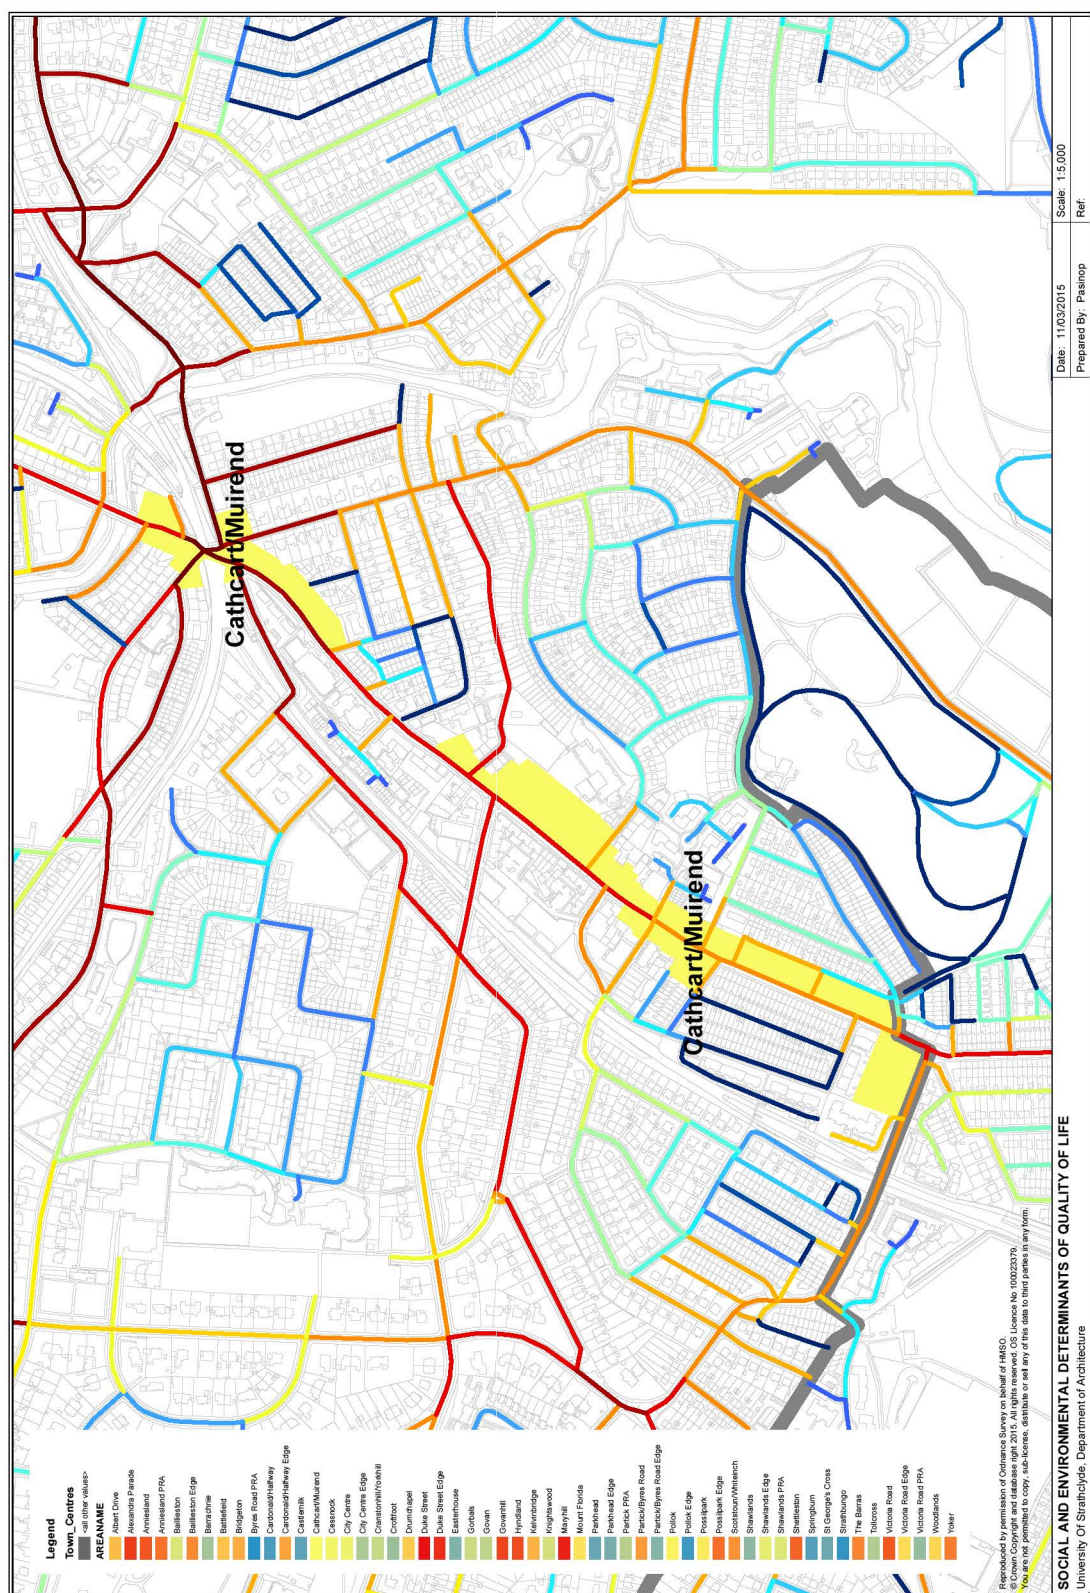 Cathcart/Muirend
Cathcart/Muirend
Legend
Town_Centres
<all other values>
AREANAME
Albert Drive
Alexandra Parade
Anniesland
Anniesland PRA
Baillieston
Baillieston Edge
Barrachnie
Battlefield
Bridgeton
Byres Road PRA
Cardonald/Halfway
Cardonald/Halfway Edge
Castlemilk
Cathcart/Muirend
Cessnock
City Centre
City Centre Edge
Cranstonhill/Yorkhill
Croftfoot
Drumchapel
Duke Street
Duke Street Edge
Easterhouse
Gorbals
Govan
Govanhill
Hyndland
Kelvinbridge
Knightswood
Maryhill
Mount Florida
Parkhead
Parkhead Edge
Partick PRA
Partick/Byres Road
Partick/Byres Road Edge
Pollok
Pollok Edge
Possilpark
Possilpark Edge
Scotstoun/Whiteinch
Shawlands
Shawlands Edge
Shawlands PRA
Shettleston
Springburn
St George's Cross
Strathbungo
The Barras
Tollcross
Victoria Road
Victoria Road Edge
Victoria Road PRA
Woodlands
Yoker
Reproduced by permission of Ordnance Survey on behalf of HMSO.
© Crown Copyright and database right 2015. All rights reserved. OS Licence No 100023379.
You are not permitted to copy, sub-license, distribute or sell any of this data to third parties in any form.
SOCIAL AND ENVIRONMENTAL DETERMINANTS OF QUALITY OF LIFE
University Of Strathclyde, Department of Architecture
Date: 11/03/2015
Scale: 1:5,000
Prepared By: Pasinop
Ref: